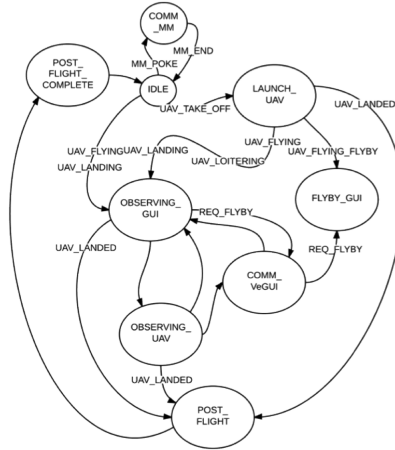 COMM
_MM
MM_POKE
MM_END
POST_
FLIGHT_
COMPLETE
IDLE
UAV_TAKE_OFF
LAUNCH_
UAV
UAV_LANDED
UAV_FLYING
UAV_LANDING
UAV_LANDING
UAV_LOITERING
UAV_FLYING
UAV_FLYING_FLYBY
OBSERVING_
GUI
REQ_FLYBY
FLYBY_GUI
UAV_LANDED
REQ_FLYBY
COMM_
VeGUI
OBSERVING_
UAV
UAV_LANDED
POST_
FLIGHT